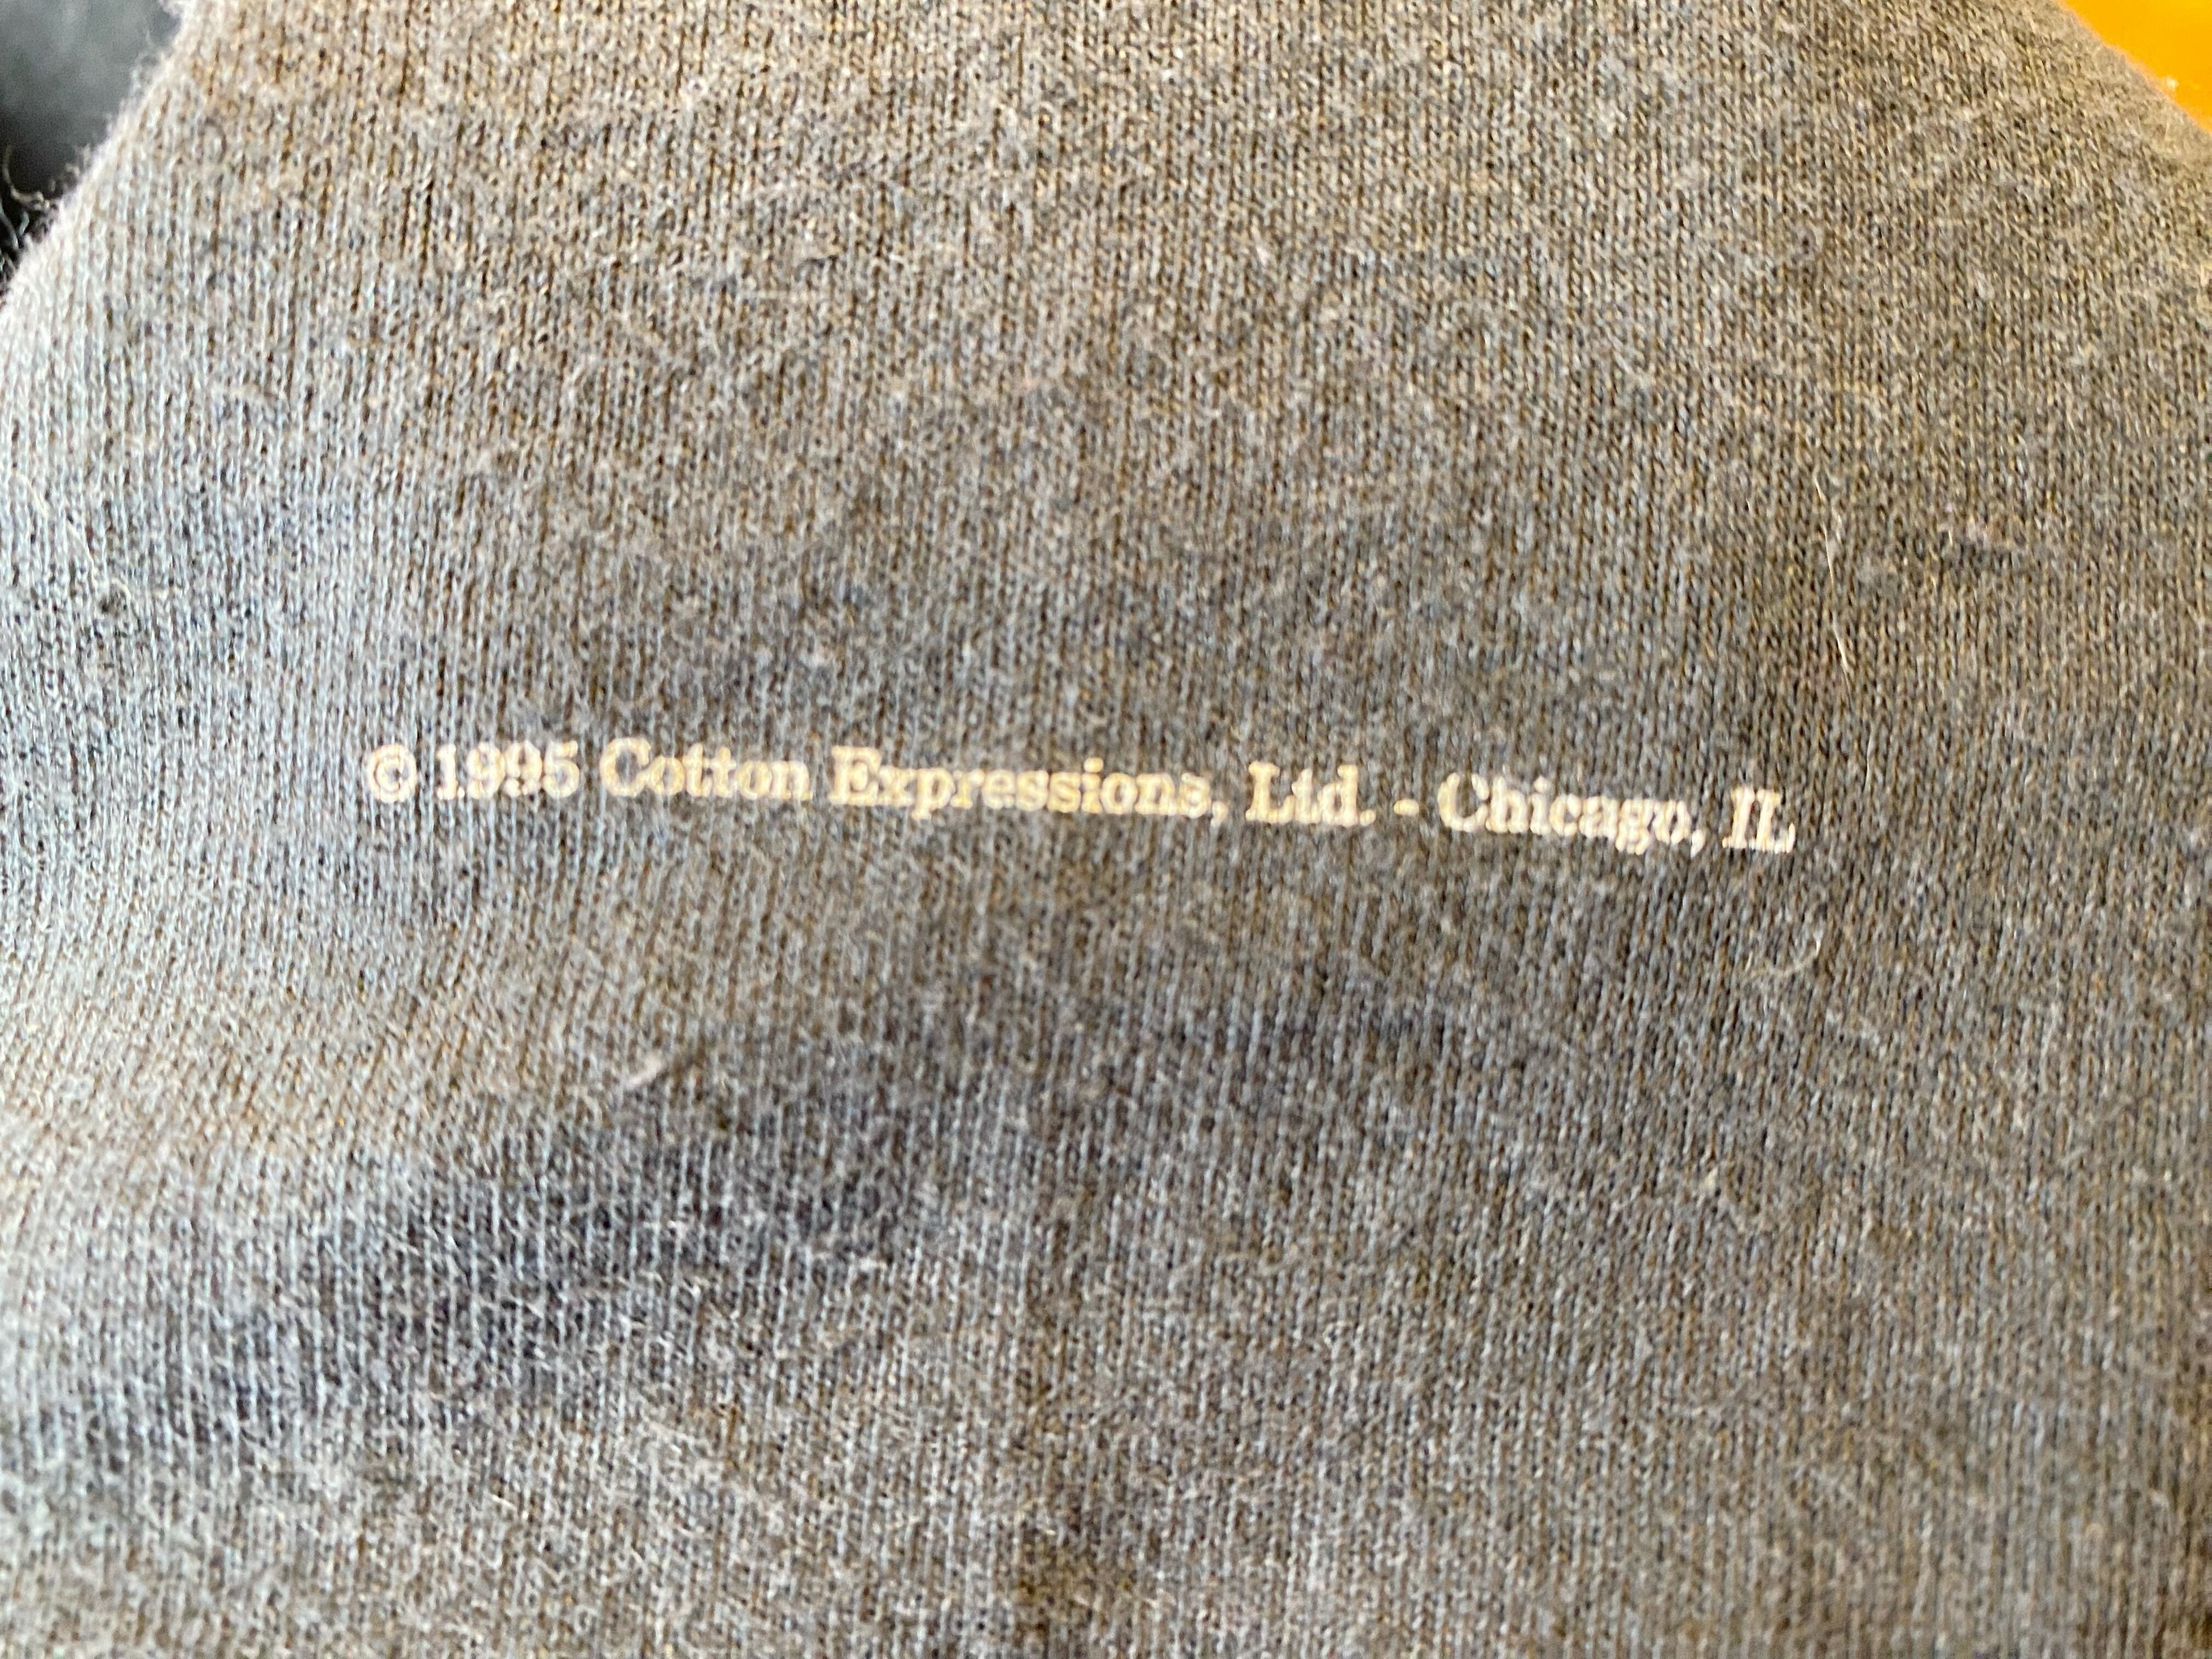 © 1995 Cotton Expressions, Ltd. - Chicago, IL